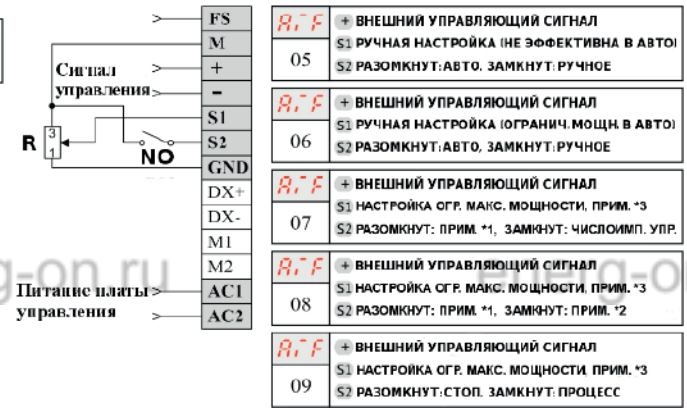 FS
M
Сигнал
управления
+
-
S1
S2
R
3
1
NO
GND
DX+
DX-
M1
M2
Питание платы
управления
AC1
AC2
A.F
05
+ ВНЕШНИЙ УПРАВЛЯЮЩИЙ СИГНАЛ
S1 РУЧНАЯ НАСТРОЙКА (НЕ ЭФФЕКТИВНА В АВТО)
S2 РАЗОМКНУТ:АВТО, ЗАМКНУТ:РУЧНОЕ
06
+ ВНЕШНИЙ УПРАВЛЯЮЩИЙ СИГНАЛ
S1 РУЧНАЯ НАСТРОЙКА (ОГРАНИЧ. МОЩН. В АВТО)
S2 РАЗОМКНУТ:АВТО, ЗАМКНУТ:РУЧНОЕ
07
+ ВНЕШНИЙ УПРАВЛЯЮЩИЙ СИГНАЛ
S1 НАСТРОЙКА ОГР. МАКС. МОЩНОСТИ, ПРИМ. *3
S2 РАЗОМКНУТ: ПРИМ. *1, ЗАМКНУТ: ЧИСЛОИМП. УПР.
08
+ ВНЕШНИЙ УПРАВЛЯЮЩИЙ СИГНАЛ
S1 НАСТРОЙКА ОГР. МАКС. МОЩНОСТИ, ПРИМ. *3
S2 РАЗОМКНУТ: ПРИМ. *1, ЗАМКНУТ: ПРИМ. *2
09
+ ВНЕШНИЙ УПРАВЛЯЮЩИЙ СИГНАЛ
S1 НАСТРОЙКА ОГР. МАКС. МОЩНОСТИ, ПРИМ. *3
S2 РАЗОМКНУТ:СТОП. ЗАМКНУТ: ПРОЦЕСС
g-on.ru